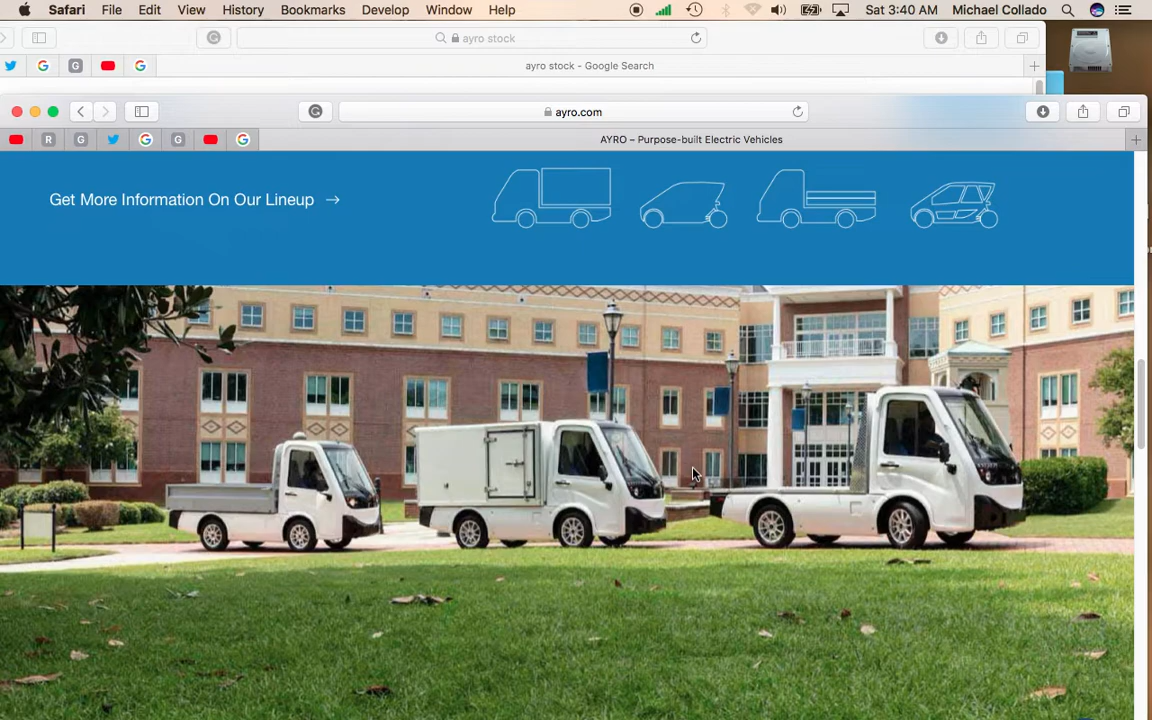 Safari File Edit View History Bookmarks Develop Window Help Sat 3:40 AM Michael Collado
ayro stock
G G G
ayro stock - Google Search
ayro.com
R G G G G
AYRO – Purpose-built Electric Vehicles
Get More Information On Our Lineup →